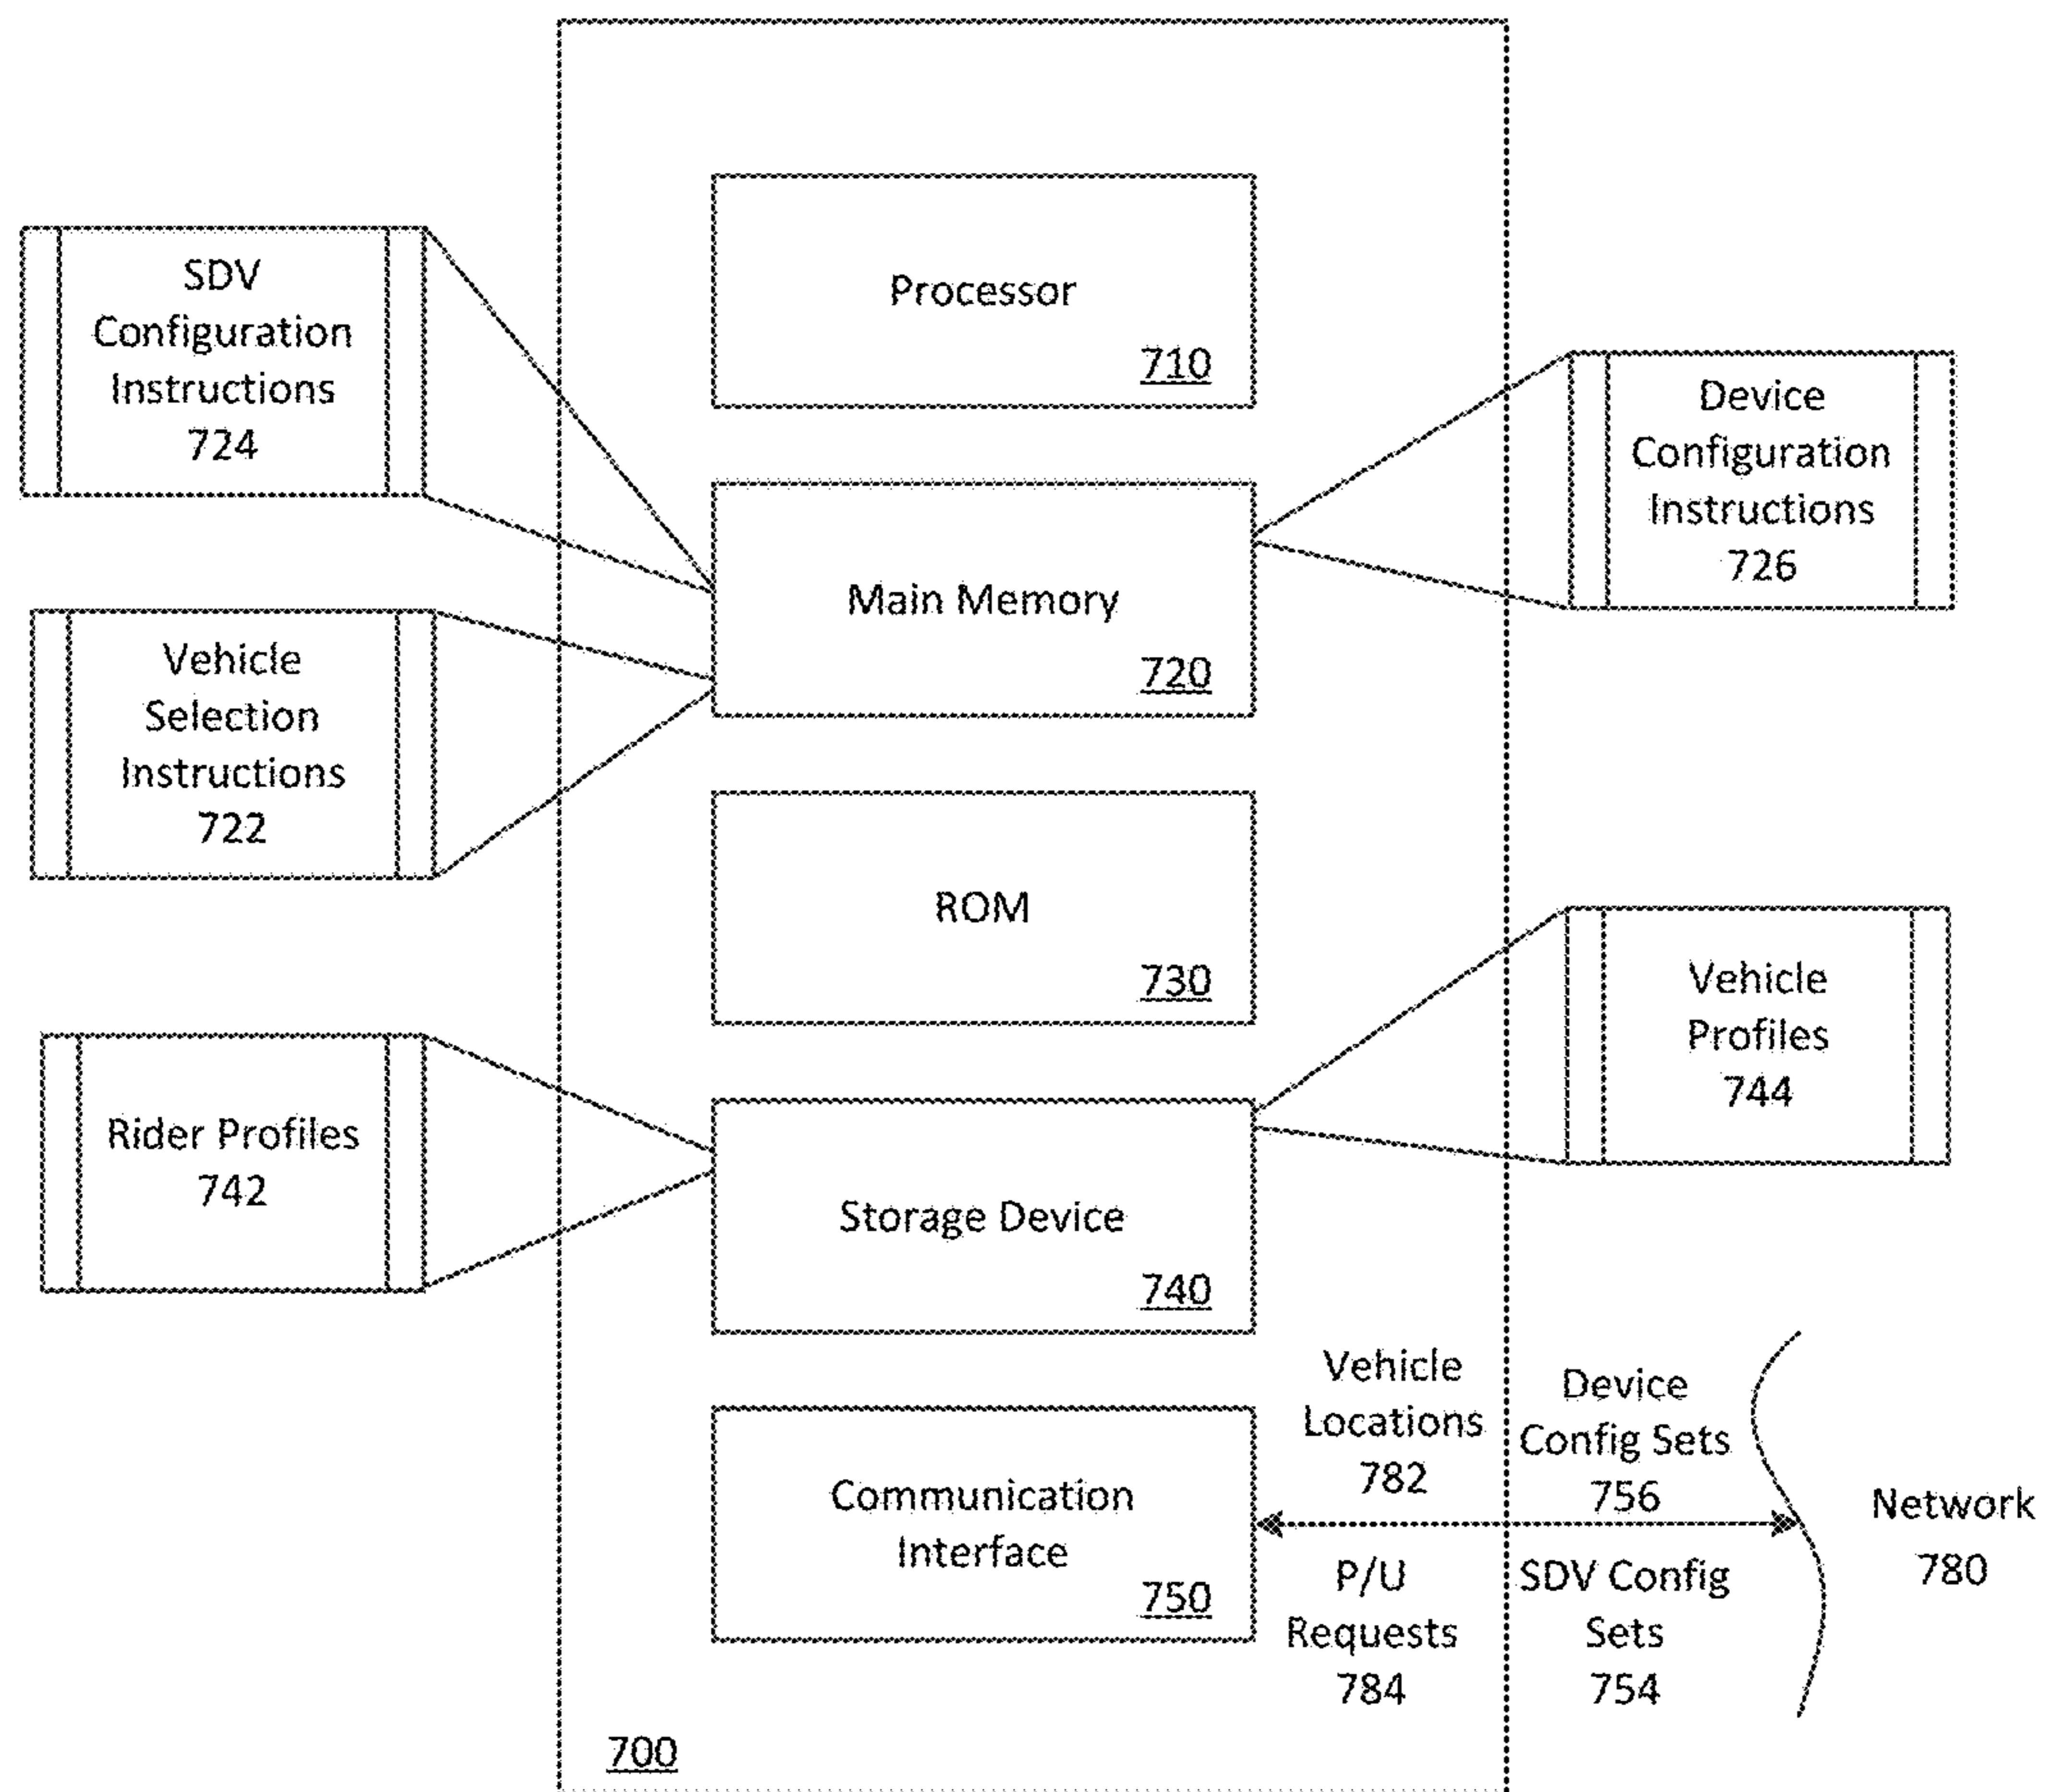 Processor
710
SDV
Configuration
Instructions
724
Device
Configuration
Instructions
726
Main Memory
720
Vehicle
Selection
Instructions
722
ROM
730
Vehicle
Profiles
744
Rider Profiles
742
Storage Device
740
Vehicle
Locations
782
Device
Config Sets
756
Communication
Interface
750
Network
780
P/U
Requests
784
SDV Config
Sets
754
700